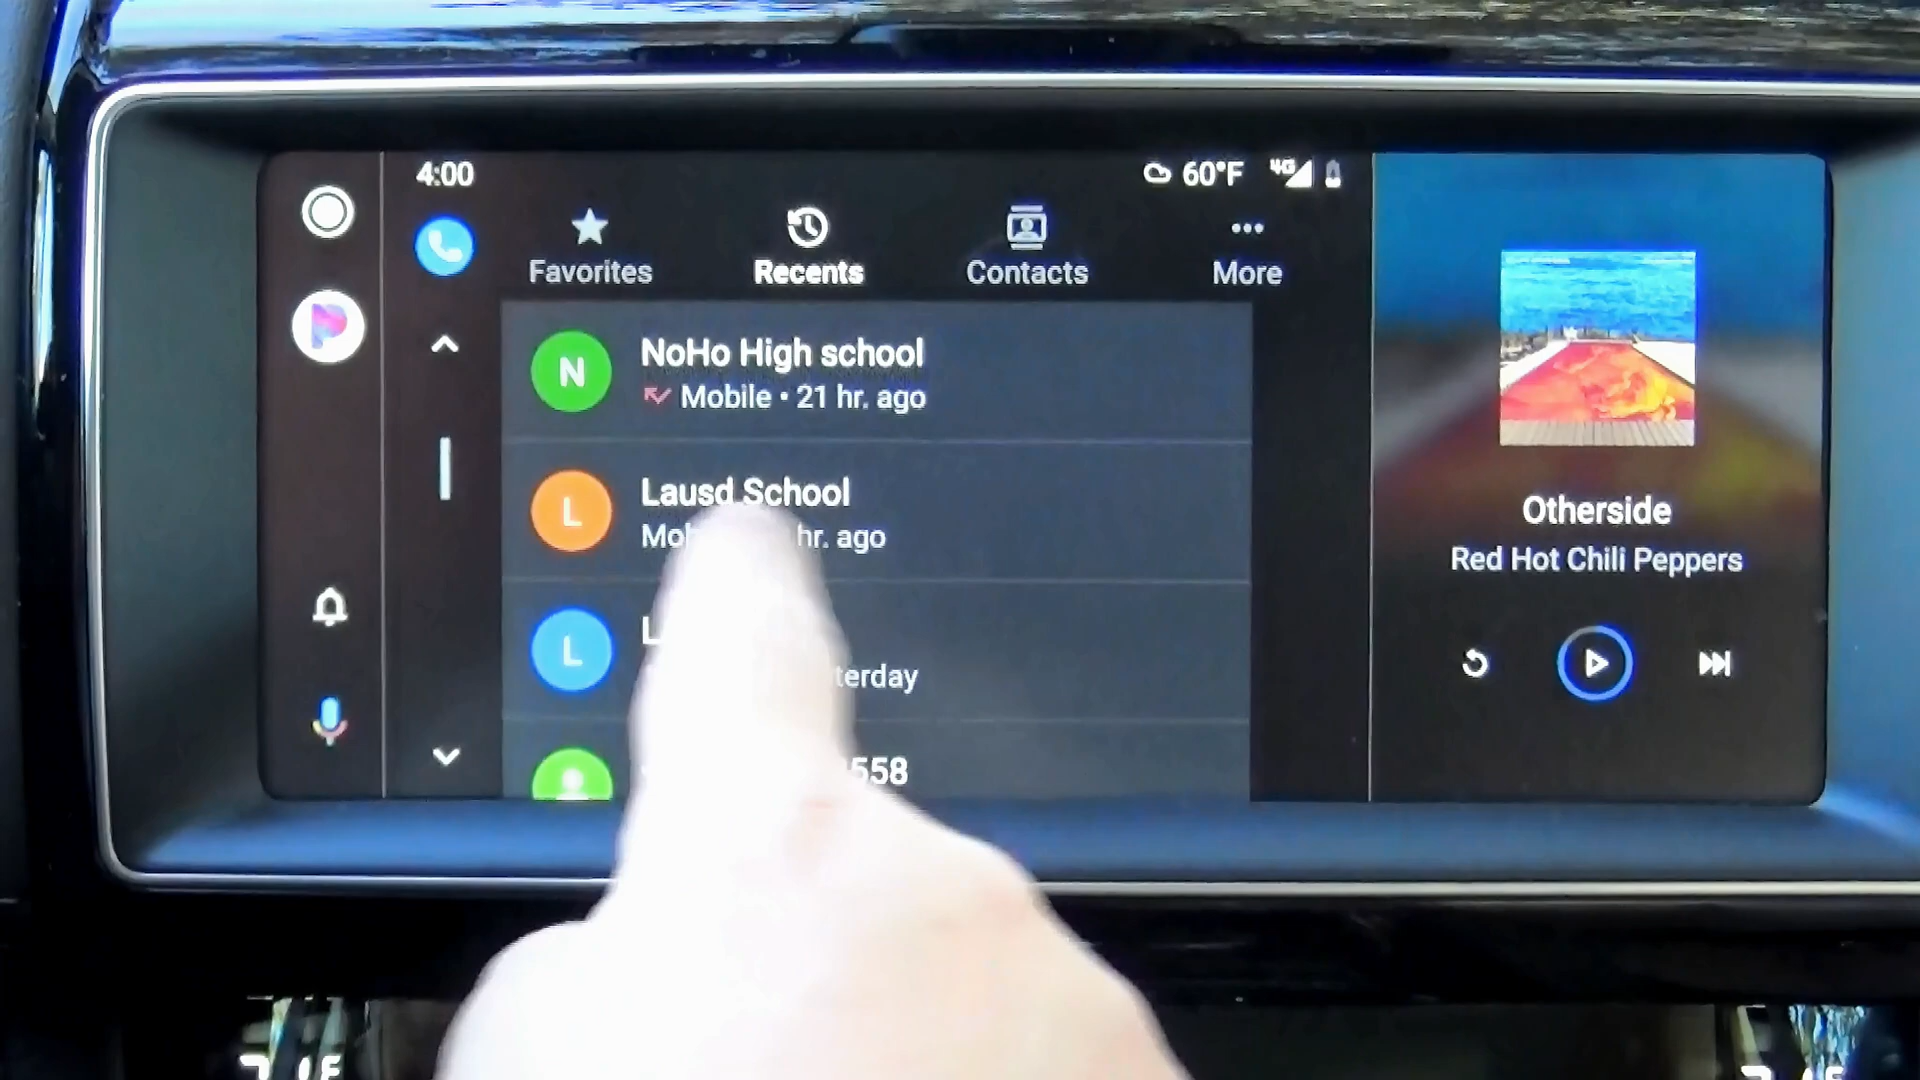 4:00
60°F 4G
Favorites Recents Contacts More
N NoHo High school
Mobile • 21 hr. ago
L Lausd School
hr. ago
L
558
Otherside
Red Hot Chili Peppers